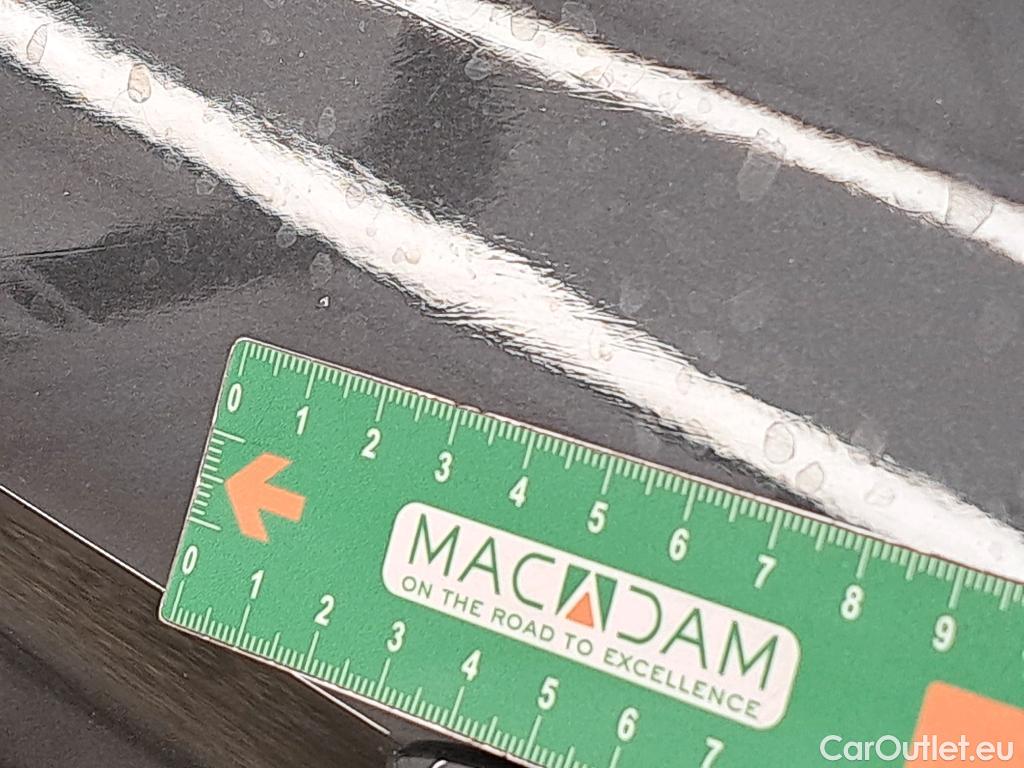 0 1 2 3 4 5 6 7 8 9
MACADAM
ON THE ROAD TO EXCELLENCE
0 1 2 3 4 5 6 7
CarOutlet.eu